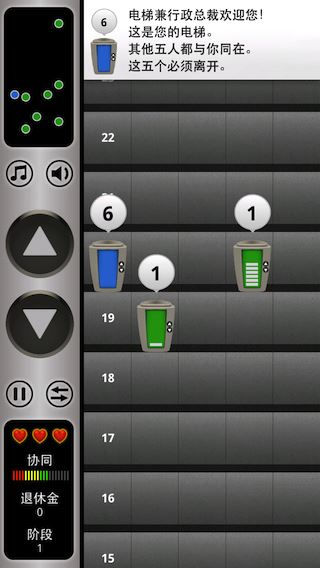 6
电梯兼行政总裁欢迎您！
这是您的电梯。
其他五人都与你同在。
这五个必须离开。
22
6
1
1
19
18
17
16
15
协同
退休金
0
阶段
1